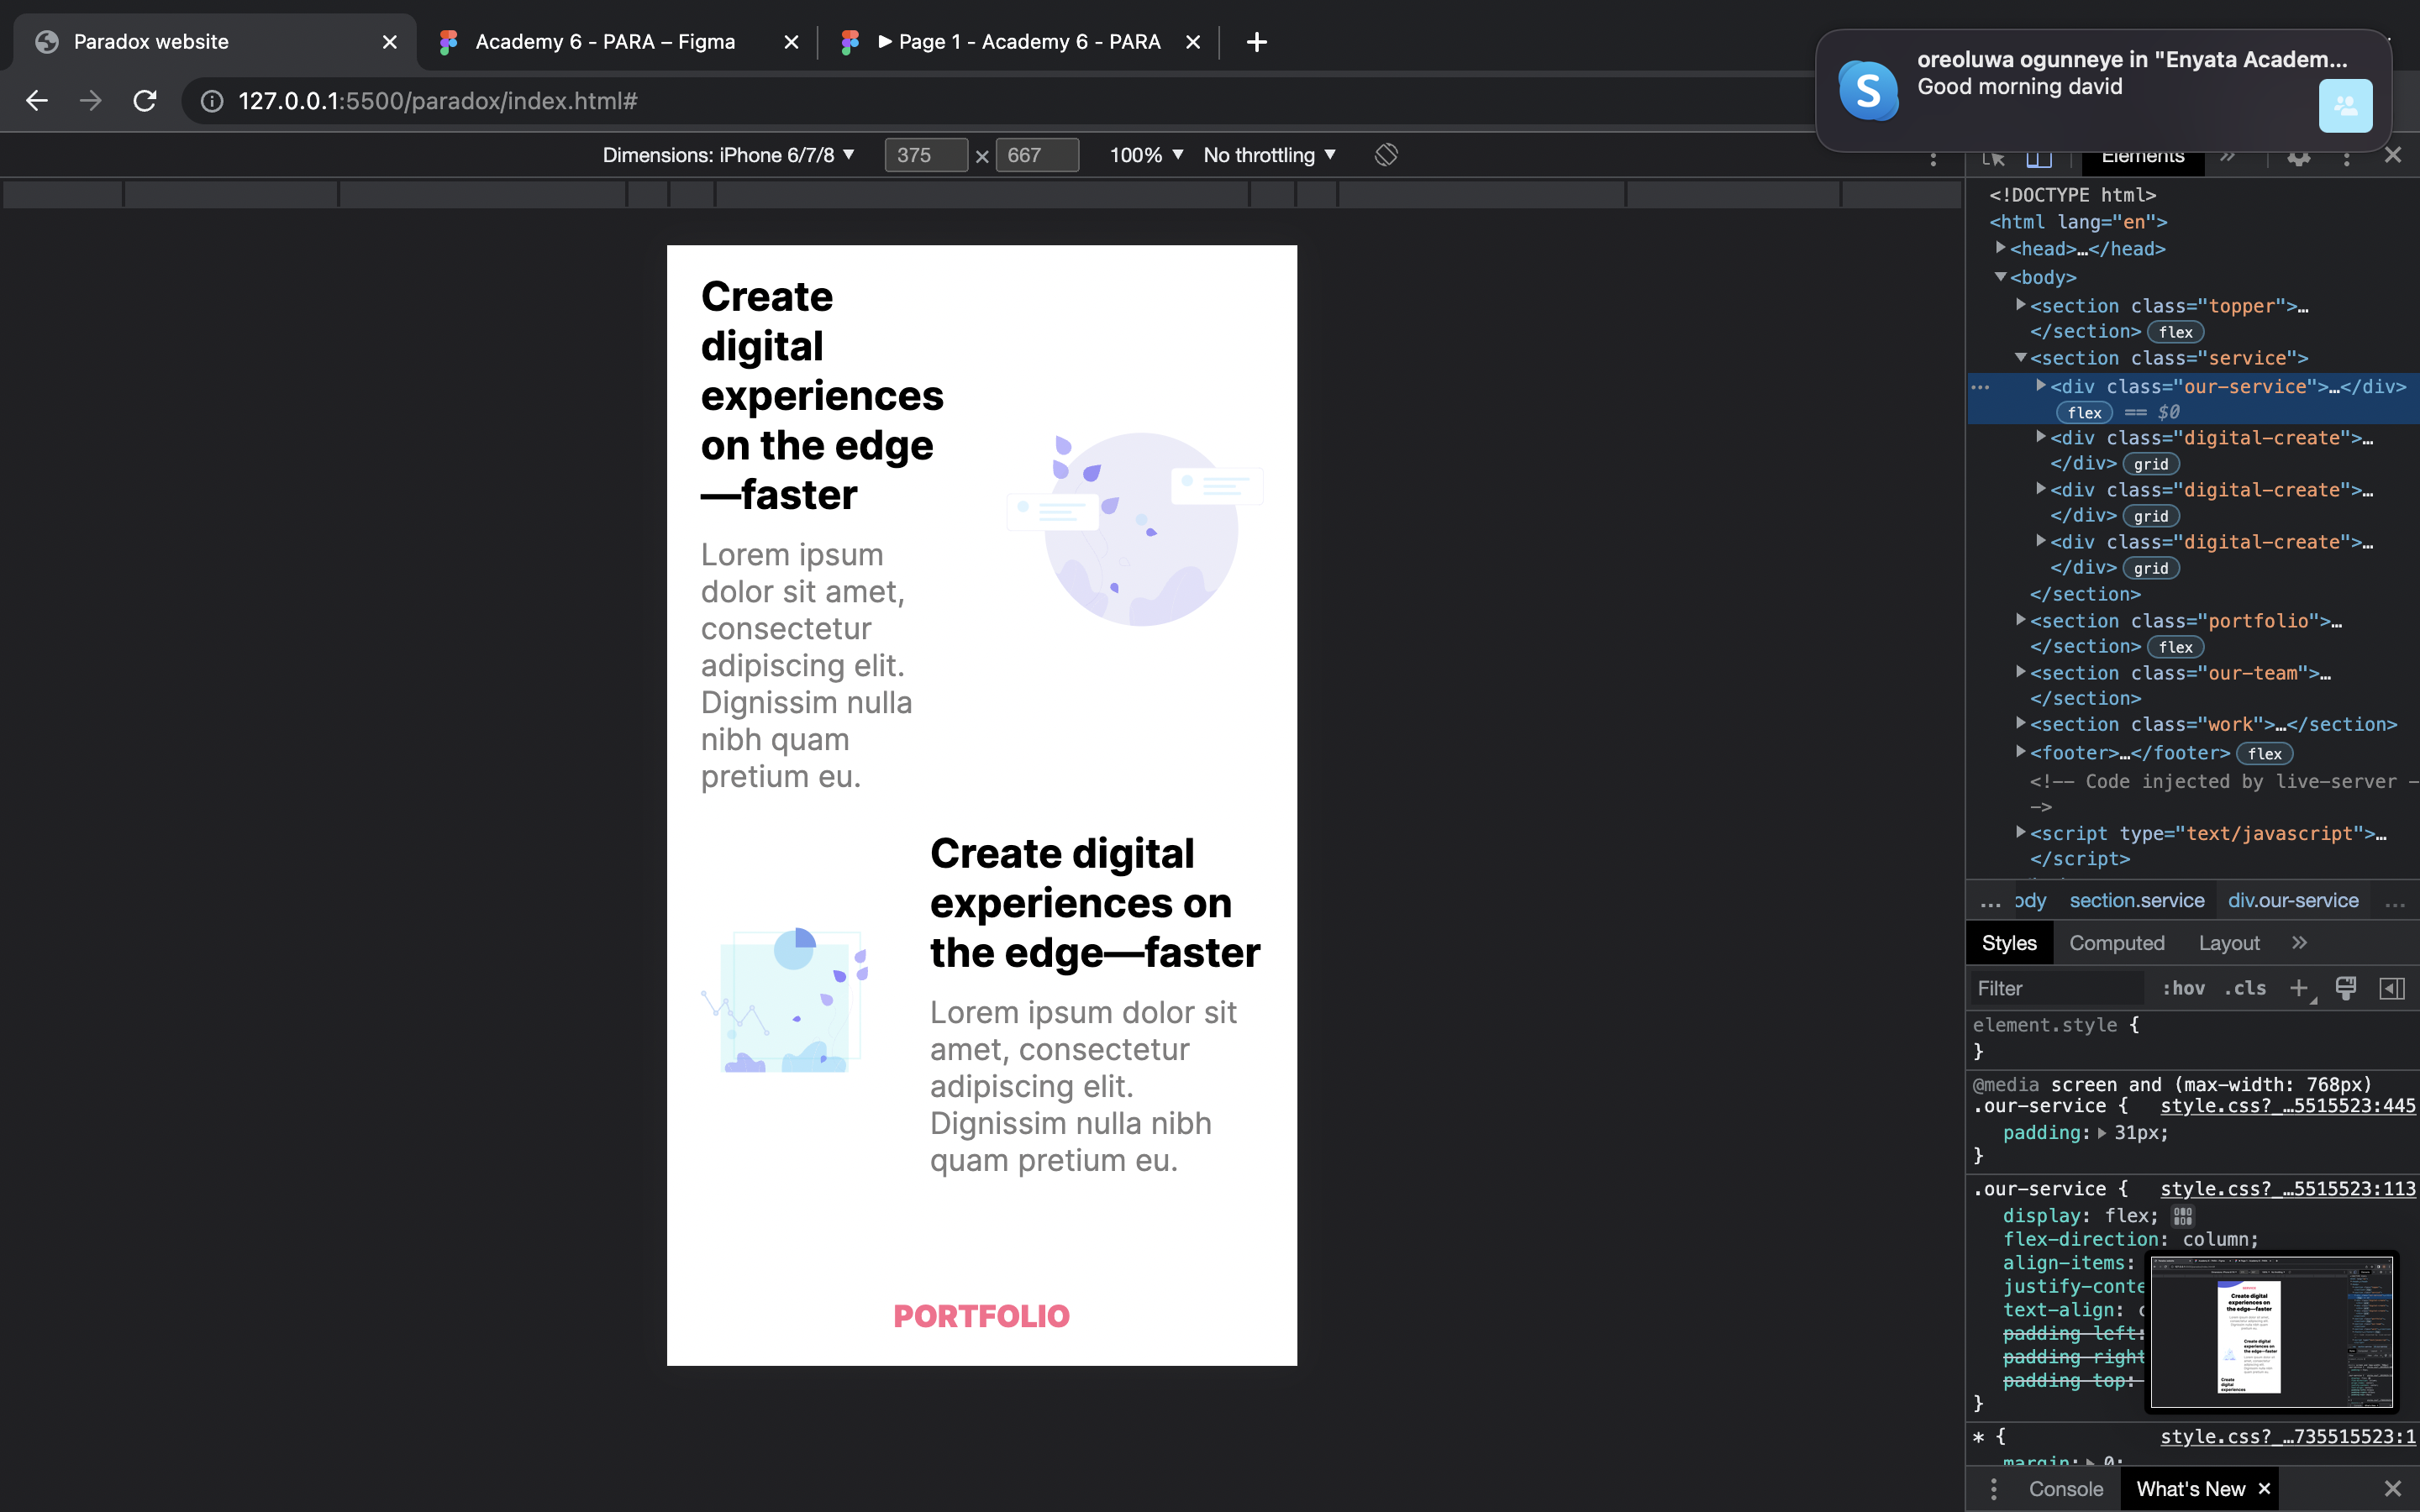 Paradox website
Academy 6 - PARA – Figma
Page 1 - Academy 6 - PARA
oreoluwa ogunneye in "Enyata Academ...
Good morning david
127.0.0.1:5500/paradox/index.html#
Dimensions: iPhone 6/7/8 375 × 667 100% No throttling
Elements
Create
digital
experiences
on the edge
—faster
Lorem ipsum
dolor sit amet,
consectetur
adipiscing elit.
Dignissim nulla
nibh quam
pretium eu.
Create digital
experiences on
the edge—faster
Lorem ipsum dolor sit
amet, consectetur
adipiscing elit.
Dignissim nulla nibh
quam pretium eu.
PORTFOLIO
<!DOCTYPE html>
<html lang="en">
<head>…</head>
<body>
<section class="topper">…
</section> flex
<section class="service">
<div class="our-service">…</div>
flex == $0
<div class="digital-create">…
</div> grid
<div class="digital-create">…
</div> grid
<div class="digital-create">…
</div> grid
</section>
<section class="portfolio">…
</section> flex
<section class="our-team">…
</section>
<section class="work">…</section>
<footer>…</footer> flex
<!-- Code injected by live-server -
->
<script type="text/javascript">…
</script>
... ody section.service div.our-service ...
Styles Computed Layout
Filter :hov .cls
element.style {
}
@media screen and (max-width: 768px)
.our-service { style.css?_…5515523:445
padding: 31px;
}
.our-service { style.css?_…5515523:113
display: flex;
flex-direction: column;
align-items:
justify-conte
text-align: c
padding-left:
padding-right
padding-top:
}
* { style.css?_…735515523:1
margin: 0;
Console What's New